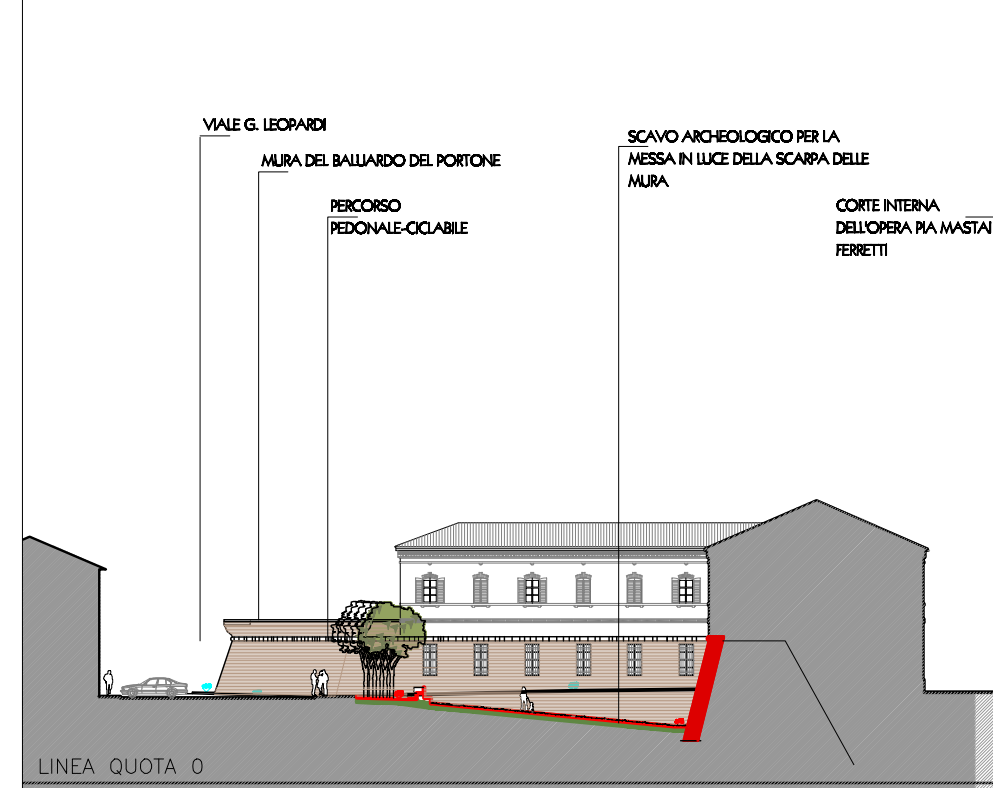 VIALE G. LEOPARDI
MURA DEL BALUARDO DEL PORTONE
PERCORSO
PEDONALE-CICLABILE
SCAVO ARCHEOLOGICO PER LA
MESSA IN LUCE DELLA SCARPA DELLE
MURA
CORTE INTERNA
DELL'OPERA PIA MASTAI
FERRETTI
LINEA QUOTA 0